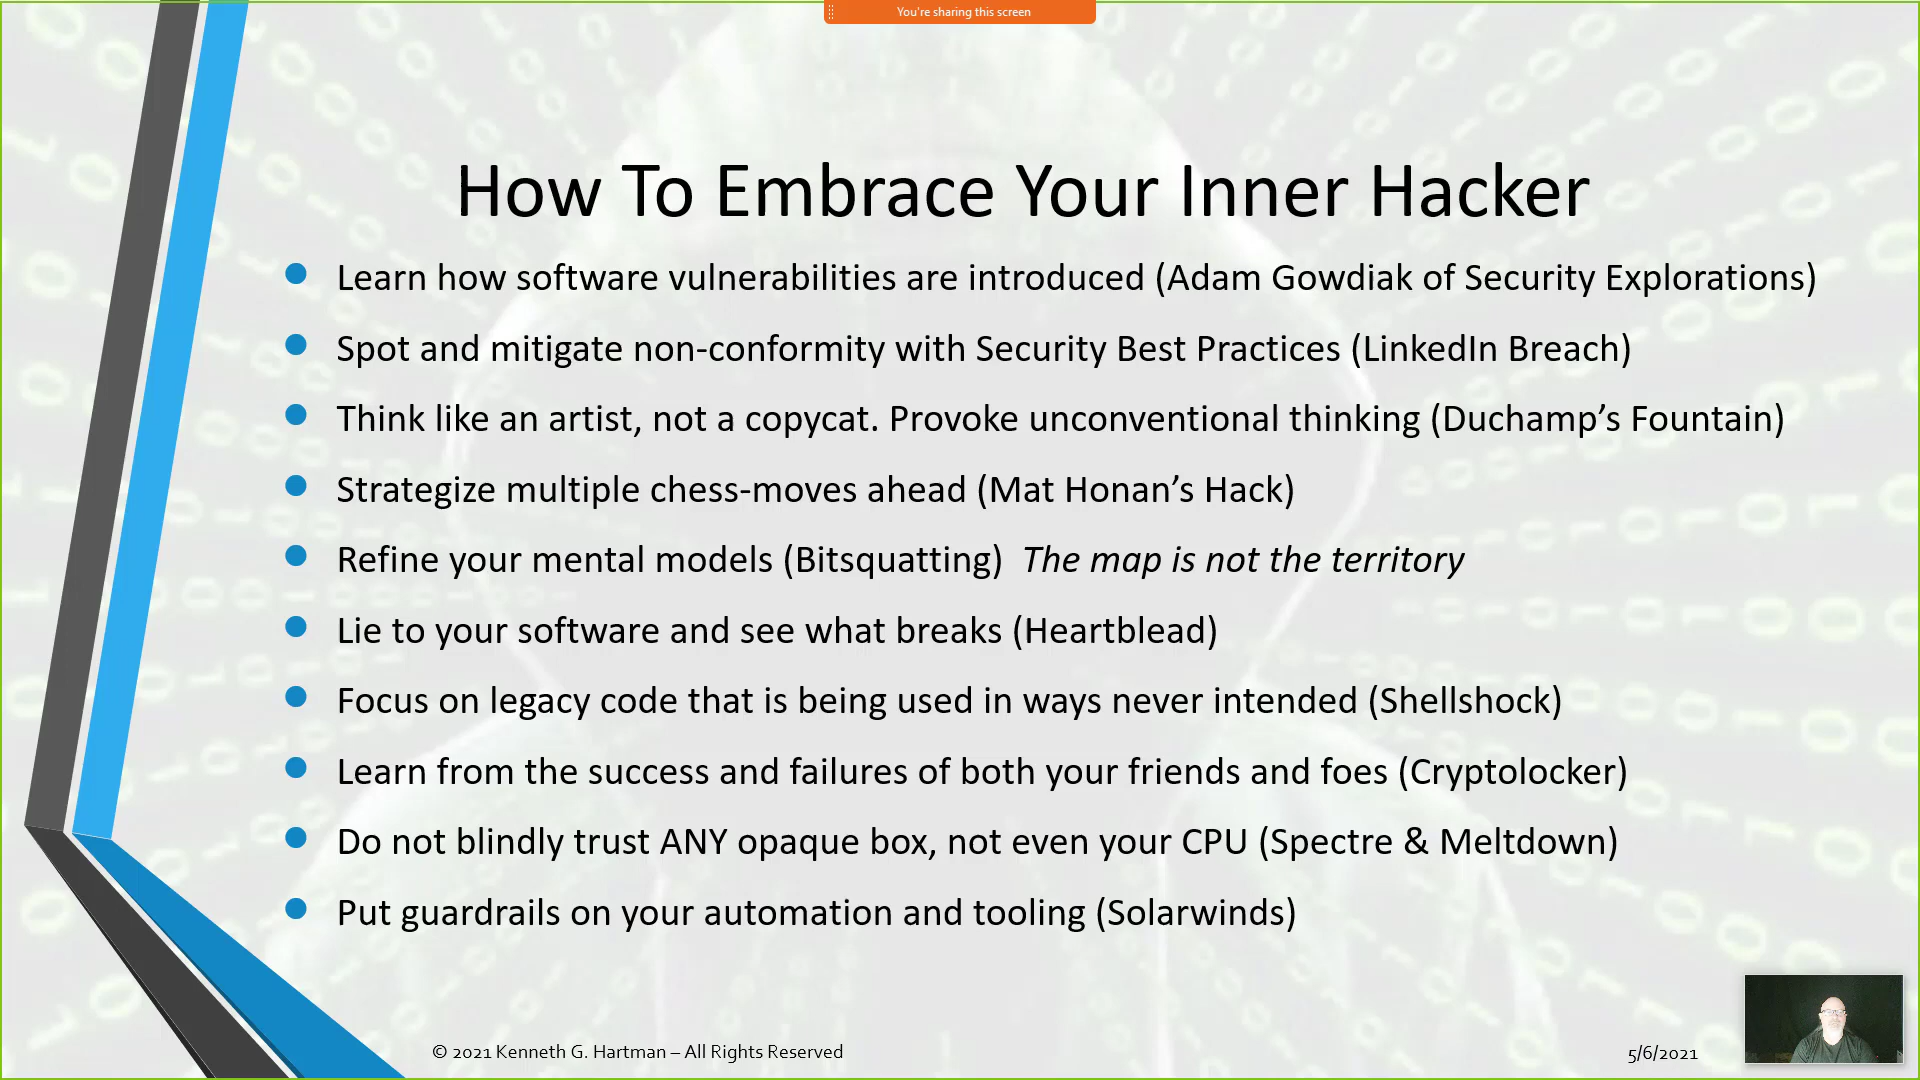 You're sharing this screen
How To Embrace Your Inner Hacker
Learn how software vulnerabilities are introduced (Adam Gowdiak of Security Explorations)
Spot and mitigate non-conformity with Security Best Practices (LinkedIn Breach)
Think like an artist, not a copycat. Provoke unconventional thinking (Duchamp’s Fountain)
Strategize multiple chess-moves ahead (Mat Honan’s Hack)
Refine your mental models (Bitsquatting)  The map is not the territory
Lie to your software and see what breaks (Heartblead)
Focus on legacy code that is being used in ways never intended (Shellshock)
Learn from the success and failures of both your friends and foes (Cryptolocker)
Do not blindly trust ANY opaque box, not even your CPU (Spectre & Meltdown)
Put guardrails on your automation and tooling (Solarwinds)
© 2021 Kenneth G. Hartman – All Rights Reserved
5/6/2021